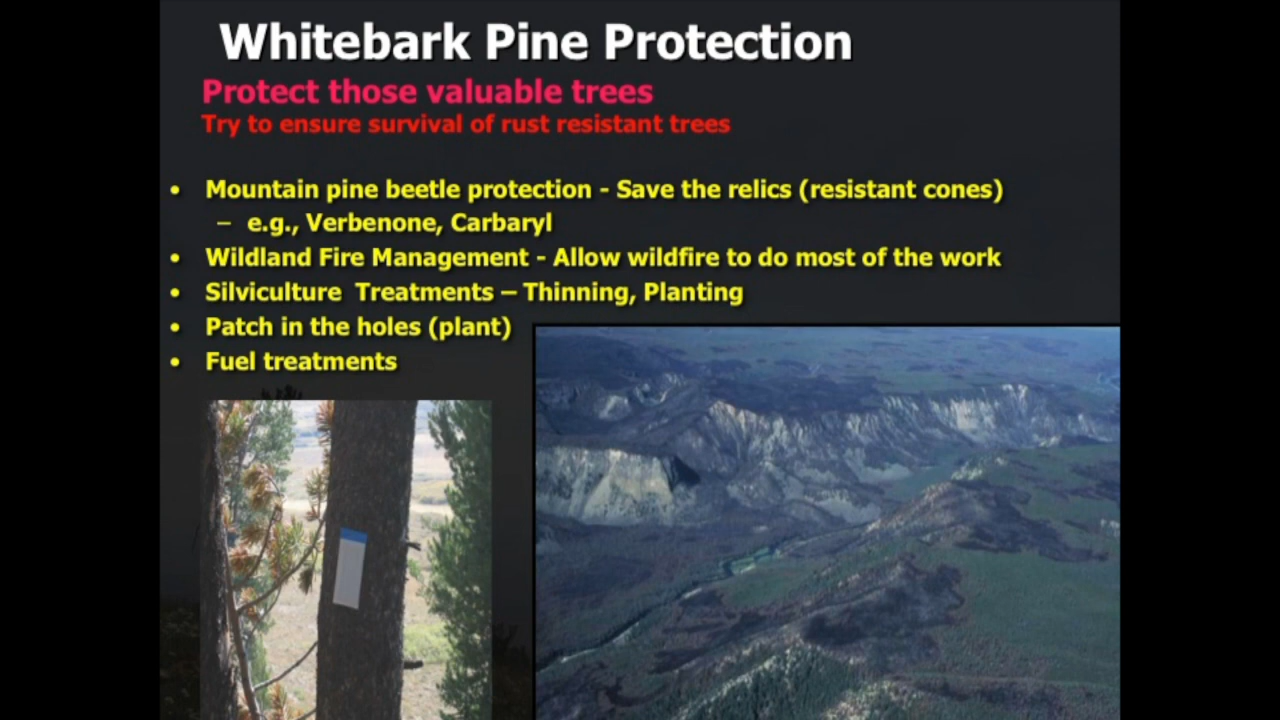 Whitebark Pine Protection
Protect those valuable trees
Try to ensure survival of rust resistant trees
• Mountain pine beetle protection - Save the relics (resistant cones)
– e.g., Verbenone, Carbaryl
• Wildland Fire Management - Allow wildfire to do most of the work
• Silviculture  Treatments – Thinning, Planting
• Patch in the holes (plant)
• Fuel treatments